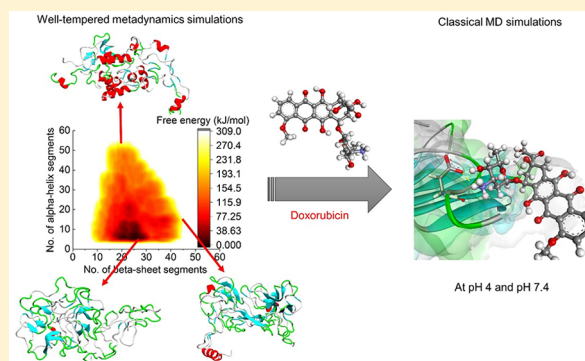 Well-tempered metadynamics simulations
Classical MD simulations
Free energy (kJ/mol)
309.0
270.4
231.8
193.1
154.5
115.9
77.25
38.63
0.000
No. of alpha-helix segments
60
50
40
30
20
10
0
0 10 20 30 40 50 60
No. of beta-sheet segments
Doxorubicin
At pH 4 and pH 7.4